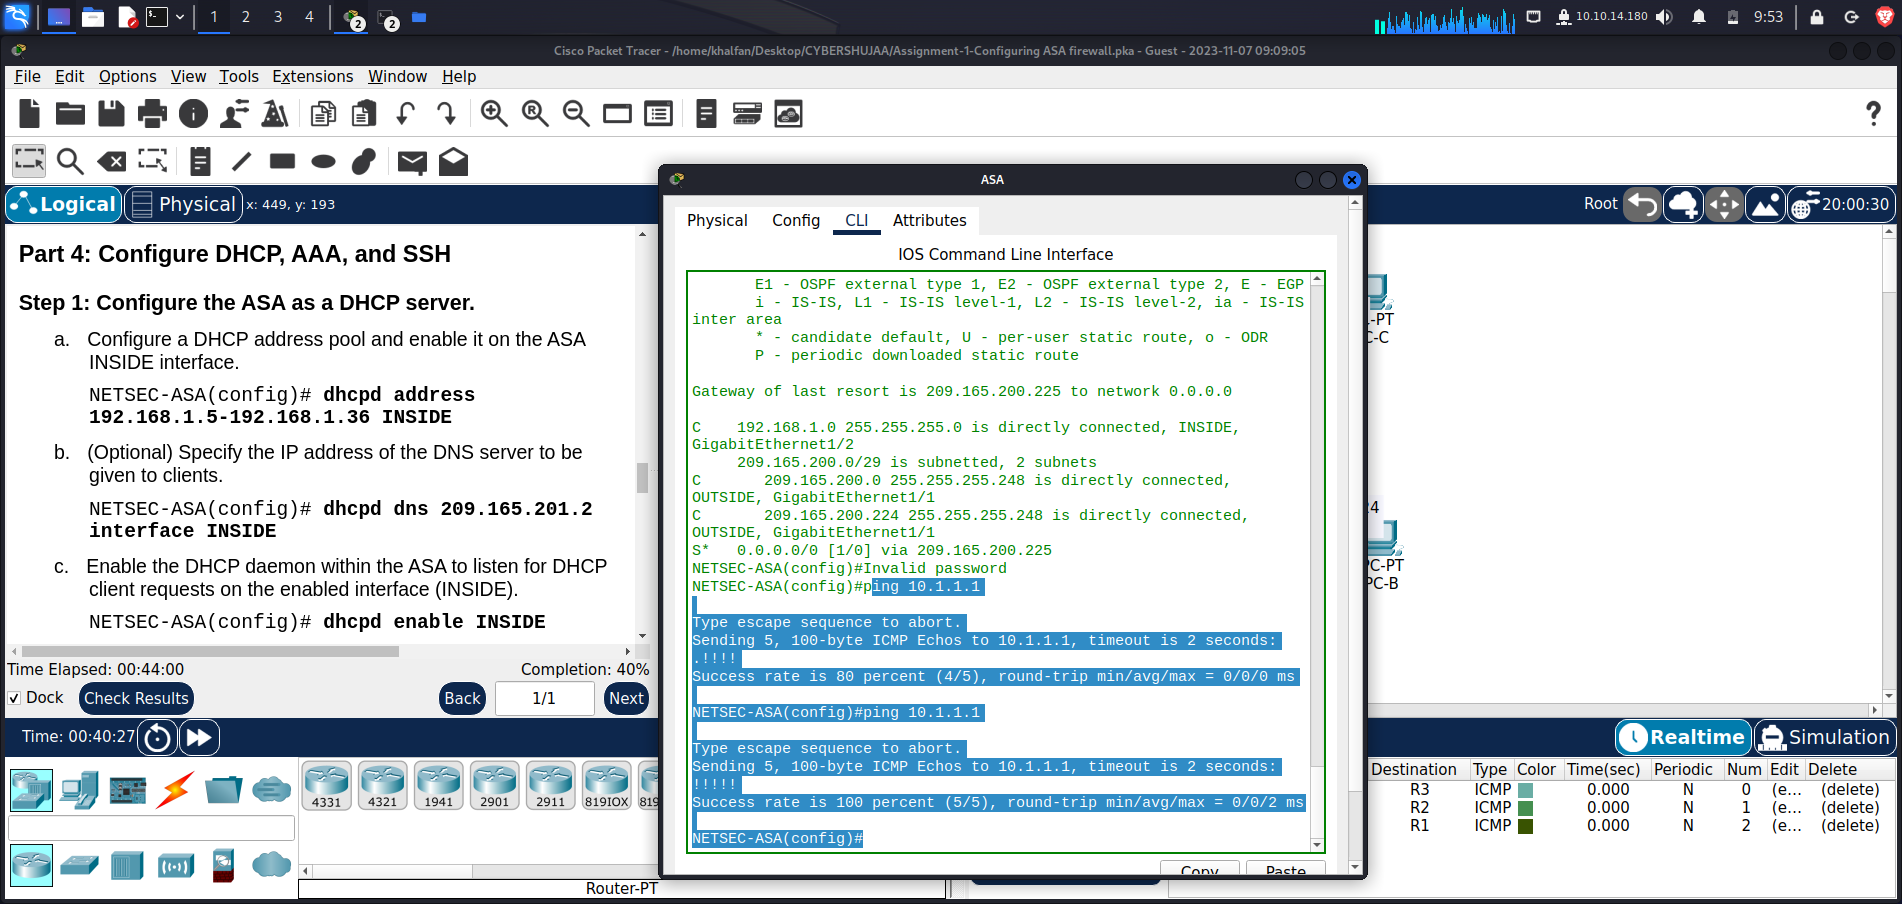 1 2 3 4
2
2
10.10.14.180
9:53
Cisco Packet Tracer - /home/khalfan/Desktop/CYBERSHUJAA/Assignment-1-Configuring ASA firewall.pka - Guest - 2023-11-07 09:09:05
File Edit Options View Tools Extensions Window Help
Logical
Physical
x: 449, y: 193
Root
20:00:30
Part 4: Configure DHCP, AAA, and SSH
Step 1: Configure the ASA as a DHCP server.
a. Configure a DHCP address pool and enable it on the ASA
INSIDE interface.
NETSEC-ASA(config)# dhcpd address
192.168.1.5-192.168.1.36 INSIDE
b. (Optional) Specify the IP address of the DNS server to be
given to clients.
NETSEC-ASA(config)# dhcpd dns 209.165.201.2
interface INSIDE
c. Enable the DHCP daemon within the ASA to listen for DHCP
client requests on the enabled interface (INSIDE).
NETSEC-ASA(config)# dhcpd enable INSIDE
Time Elapsed: 00:44:00
Completion: 40%
Dock
Check Results
Back
1/1
Next
Time: 00:40:27
4331
4321
1941
2901
2911
819IOX
819
Router-PT
ASA
Physical Config CLI Attributes
IOS Command Line Interface
E1 - OSPF external type 1, E2 - OSPF external type 2, E - EGP
i - IS-IS, L1 - IS-IS level-1, L2 - IS-IS level-2, ia - IS-IS
inter area
* - candidate default, U - per-user static route, o - ODR
P - periodic downloaded static route
Gateway of last resort is 209.165.200.225 to network 0.0.0.0
C 192.168.1.0 255.255.255.0 is directly connected, INSIDE,
GigabitEthernet1/2
209.165.200.0/29 is subnetted, 2 subnets
C 209.165.200.0 255.255.255.248 is directly connected,
OUTSIDE, GigabitEthernet1/1
C 209.165.200.224 255.255.255.248 is directly connected,
OUTSIDE, GigabitEthernet1/1
S* 0.0.0.0/0 [1/0] via 209.165.200.225
NETSEC-ASA(config)#Invalid password
NETSEC-ASA(config)#ping 10.1.1.1
Type escape sequence to abort.
Sending 5, 100-byte ICMP Echos to 10.1.1.1, timeout is 2 seconds:
.!!!!
Success rate is 80 percent (4/5), round-trip min/avg/max = 0/0/0 ms
NETSEC-ASA(config)#ping 10.1.1.1
Type escape sequence to abort.
Sending 5, 100-byte ICMP Echos to 10.1.1.1, timeout is 2 seconds:
!!!!!
Success rate is 100 percent (5/5), round-trip min/avg/max = 0/0/2 ms
NETSEC-ASA(config)#
Copy
Paste
-PT
C-C
4
PC-PT
PC-B
Realtime
Simulation
Destination Type Color Time(sec) Periodic Num Edit Delete
R3 ICMP 0.000 N 0 (e... (delete)
R2 ICMP 0.000 N 1 (e... (delete)
R1 ICMP 0.000 N 2 (e... (delete)